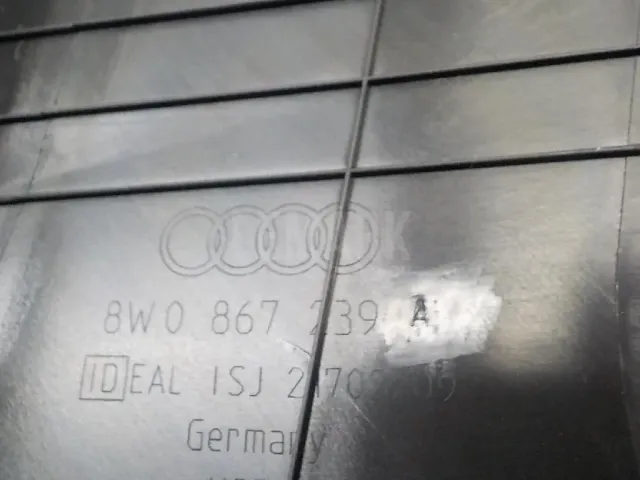 8W0 867 239 A
IDEAL ISJ
Germany